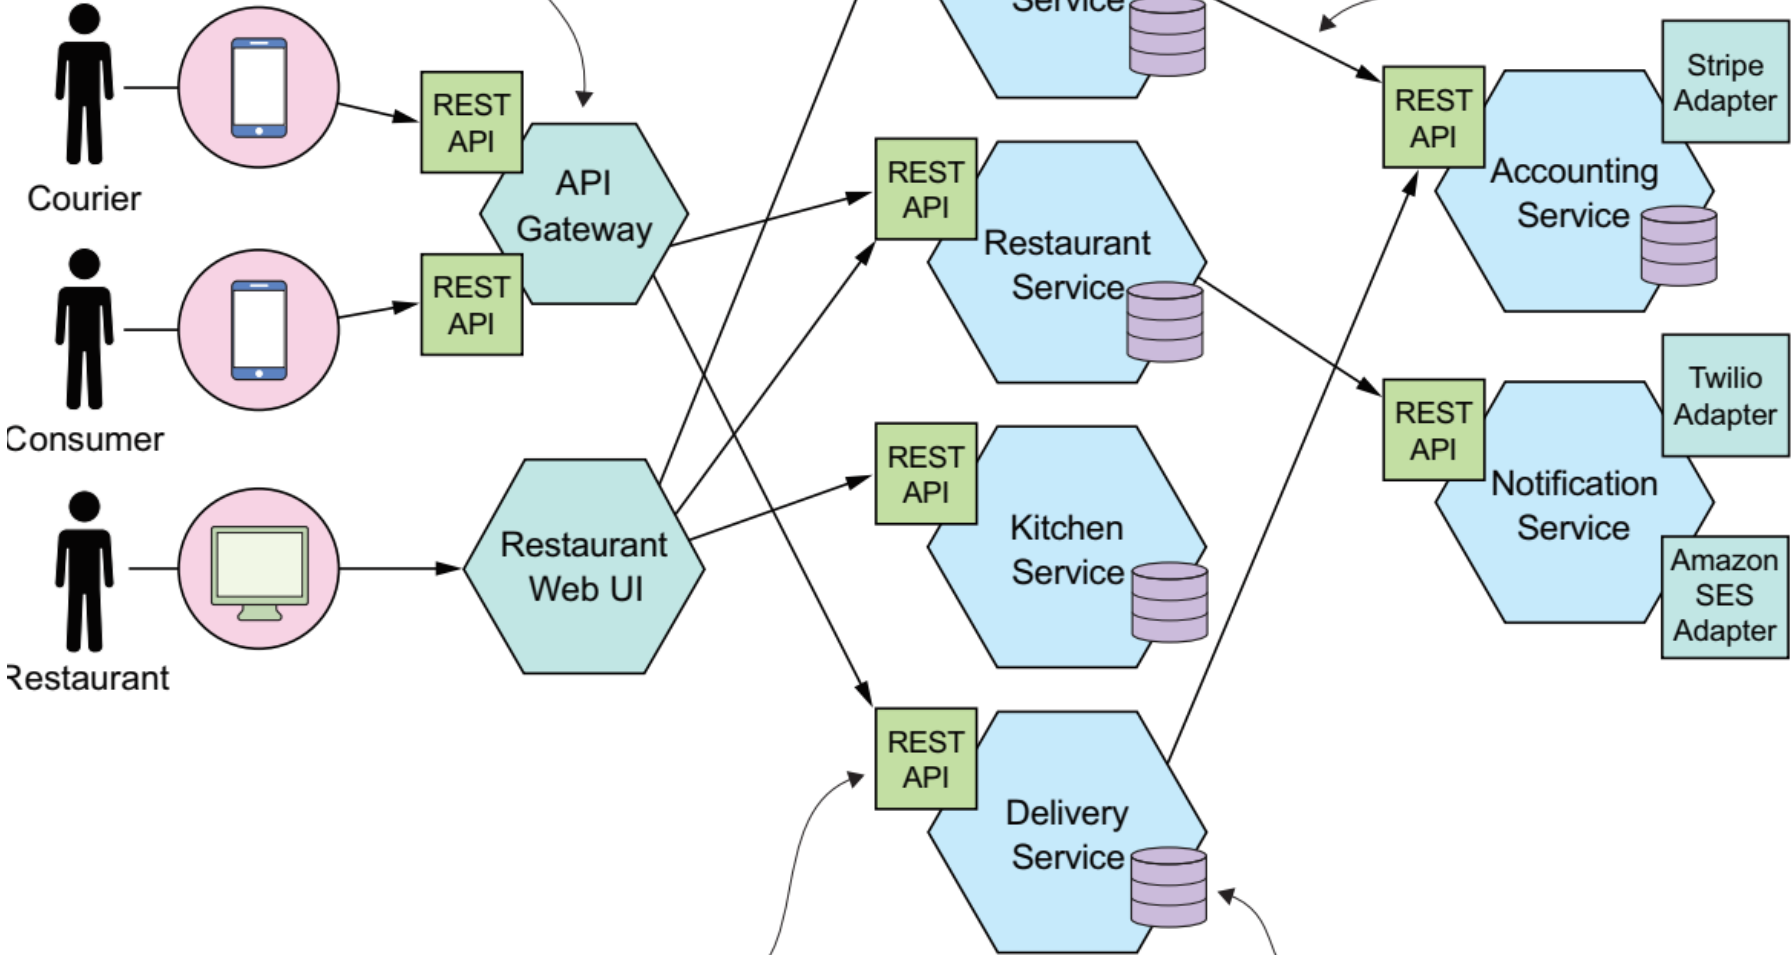 Service
Stripe
Adapter
REST
API
REST
API
Accounting
Service
API
Gateway
Courier
REST
API
Restaurant
Service
REST
API
Consumer
Twilio
Adapter
REST
API
Notification
Service
REST
API
Kitchen
Service
Restaurant
Web UI
Amazon
SES
Adapter
Restaurant
REST
API
Delivery
Service